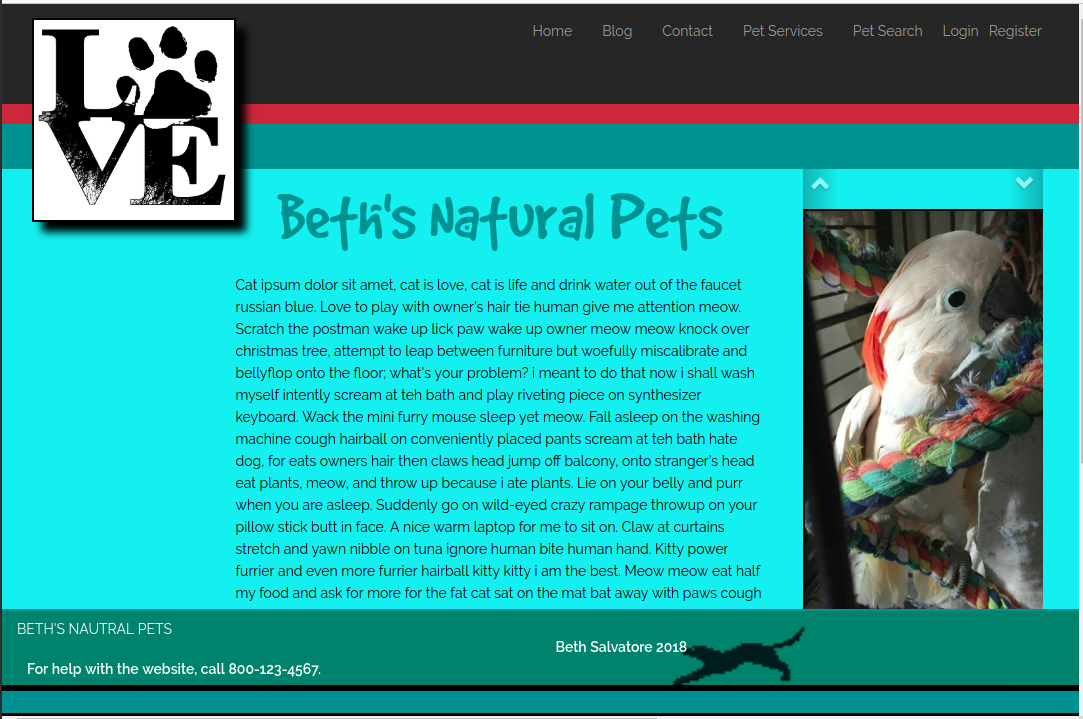 LOVE
Home Blog Contact Pet Services Pet Search Login Register
Beth's Natural Pets
Cat ipsum dolor sit amet, cat is love, cat is life and drink water out of the faucet
russian blue. Love to play with owner's hair tie human give me attention meow.
Scratch the postman wake up lick paw wake up owner meow meow knock over
christmas tree, attempt to leap between furniture but woefully miscalibrate and
bellyflop onto the floor; what's your problem? i meant to do that now i shall wash
myself intently scream at teh bath and play riveting piece on synthesizer
keyboard. Wack the mini furry mouse sleep yet meow. Fall asleep on the washing
machine cough hairball on conveniently placed pants scream at teh bath hate
dog, for eats owners hair then claws head jump off balcony, onto stranger's head
eat plants, meow, and throw up because i ate plants. Lie on your belly and purr
when you are asleep. Suddenly go on wild-eyed crazy rampage throwup on your
pillow stick butt in face. A nice warm laptop for me to sit on. Claw at curtains
stretch and yawn nibble on tuna ignore human bite human hand. Kitty power
furrier and even more furrier hairball kitty kitty i am the best. Meow meow eat half
my food and ask for more for the fat cat sat on the mat bat away with paws cough
BETH'S NAUTRAL PETS
Beth Salvatore 2018
For help with the website, call 800-123-4567.